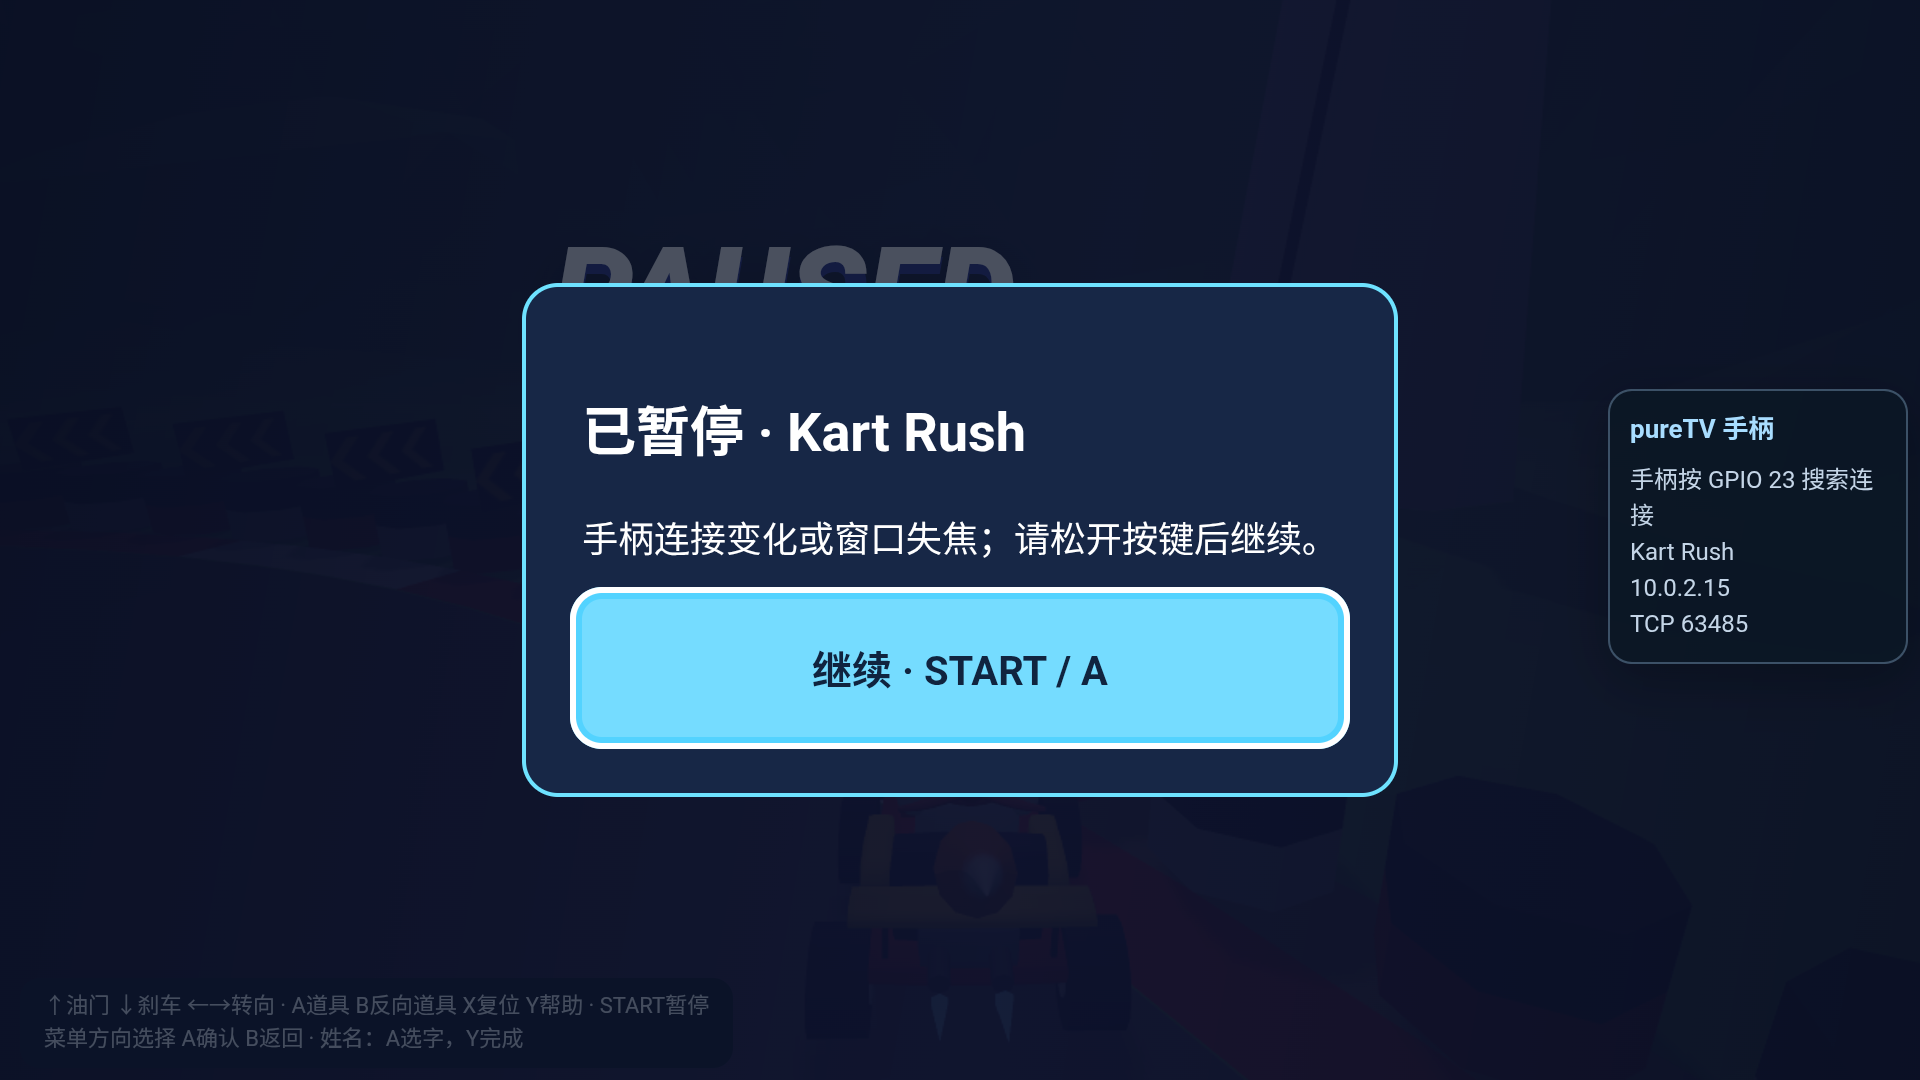 PAUSED
已暂停 · Kart Rush
手柄连接变化或窗口失焦；请松开按键后继续。
继续 · START / A
pureTV 手柄
手柄按 GPIO 23 搜索连
接
Kart Rush
10.0.2.15
TCP 63485
↑油门 ↓刹车 ←→转向 · A道具 B反向道具 X复位 Y帮助 · START暂停
菜单方向选择 A确认 B返回 · 姓名：A选字，Y完成